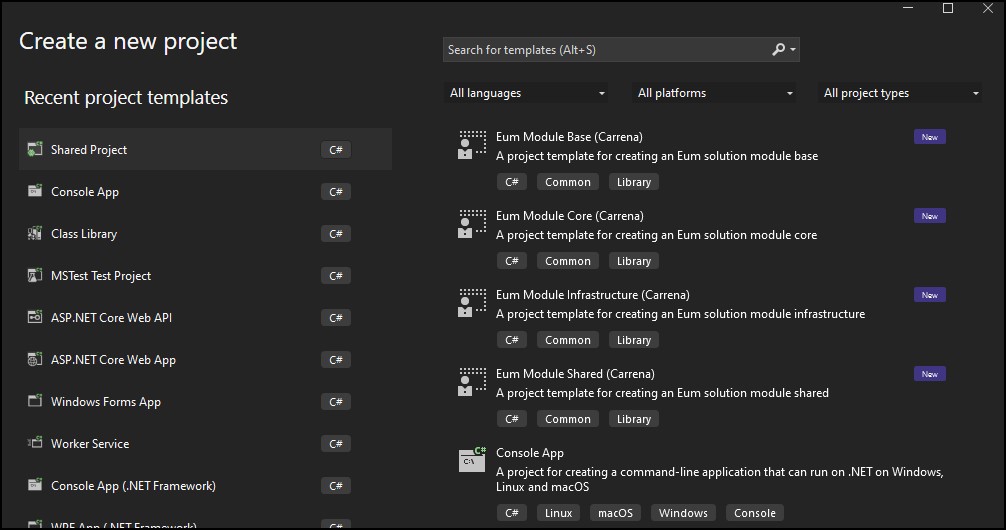 Create a new project
Search for templates (Alt+S)
Recent project templates
All languages
All platforms
All project types
Shared Project C#
Console App C#
Class Library C#
MSTest Test Project C#
ASP.NET Core Web API C#
ASP.NET Core Web App C#
Windows Forms App C#
Worker Service C#
Console App (.NET Framework) C#
WPF App (.NET Framework)
Eum Module Base (Carrena) New
A project template for creating an Eum solution module base
C# Common Library
Eum Module Core (Carrena) New
A project template for creating an Eum solution module core
C# Common Library
Eum Module Infrastructure (Carrena) New
A project template for creating an Eum solution module infrastructure
C# Common Library
Eum Module Shared (Carrena) New
A project template for creating an Eum solution module shared
C# Common Library
C#
C:\
Console App
A project for creating a command-line application that can run on .NET on Windows,
Linux and macOS
C# Linux macOS Windows Console